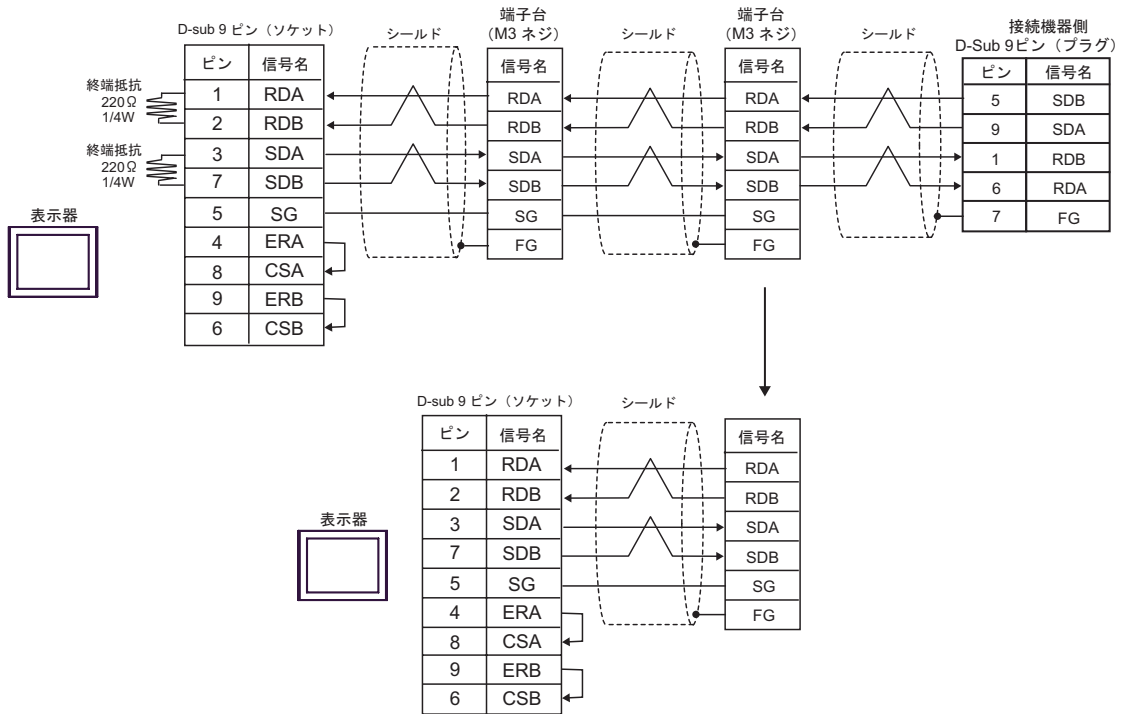 D-sub 9 ピン（ソケット）
シールド
端子台
（M3 ネジ）
シールド
端子台
（M3 ネジ）
シールド
接続機器側
D-Sub 9ピン（プラグ）
終端抵抗
220Ω
1/4W
終端抵抗
220Ω
1/4W
表示器
ピン 信号名
1 RDA
2 RDB
3 SDA
7 SDB
5 SG
4 ERA
8 CSA
9 ERB
6 CSB
信号名
RDA
RDB
SDA
SDB
SG
FG
信号名
RDA
RDB
SDA
SDB
SG
FG
ピン 信号名
5 SDB
9 SDA
1 RDB
6 RDA
7 FG
D-sub 9 ピン（ソケット）
シールド
表示器
ピン 信号名
1 RDA
2 RDB
3 SDA
7 SDB
5 SG
4 ERA
8 CSA
9 ERB
6 CSB
信号名
RDA
RDB
SDA
SDB
SG
FG